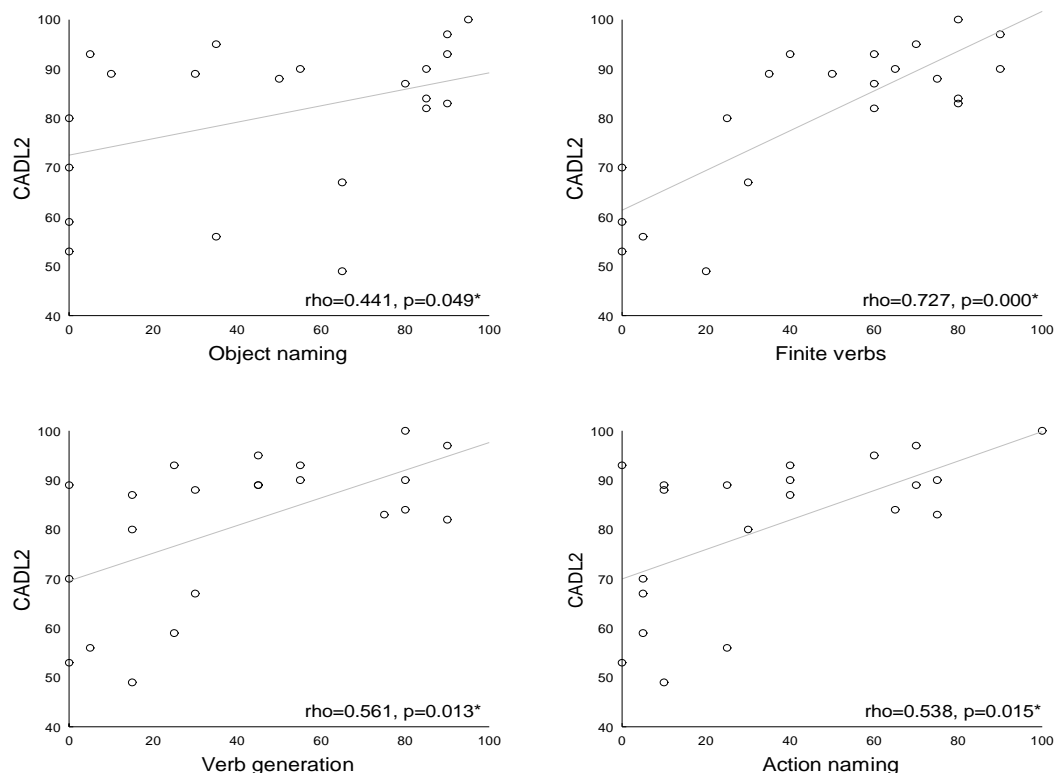 100
90
80
70
60
50
40
CADL2
rho=0.441, p=0.049*
0 20 40 60 80 100
Object naming
100
90
80
70
60
50
40
CADL2
rho=0.727, p=0.000*
0 20 40 60 80 100
Finite verbs
100
90
80
70
60
50
40
CADL2
rho=0.561, p=0.013*
0 20 40 60 80 100
Verb generation
100
90
80
70
60
50
40
CADL2
rho=0.538, p=0.015*
0 20 40 60 80 100
Action naming